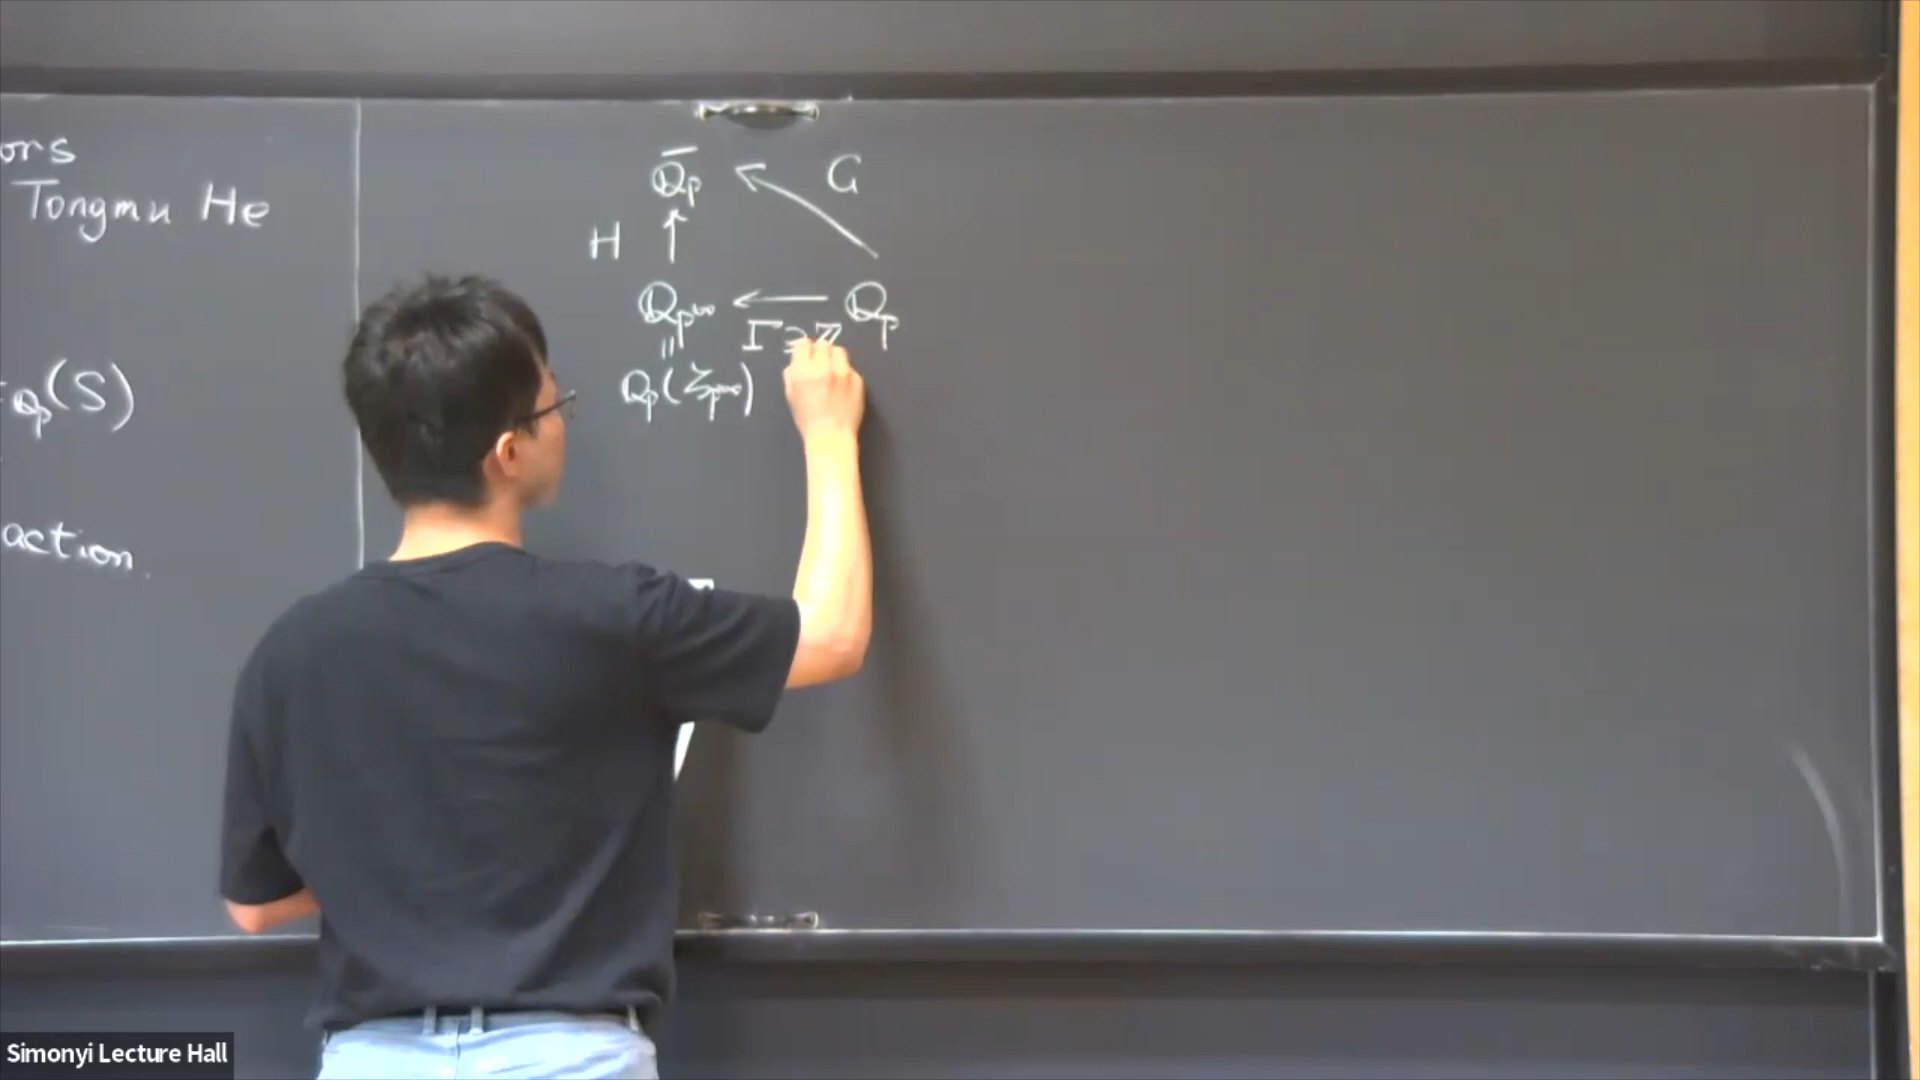 ors
Tongmu He
Qp(S)
action.
Q̄p
G
H ↑
Qp∞ ← Qp
Γ ⊇ ℤ
||
Qp(ζp∞)
Simonyi Lecture Hall